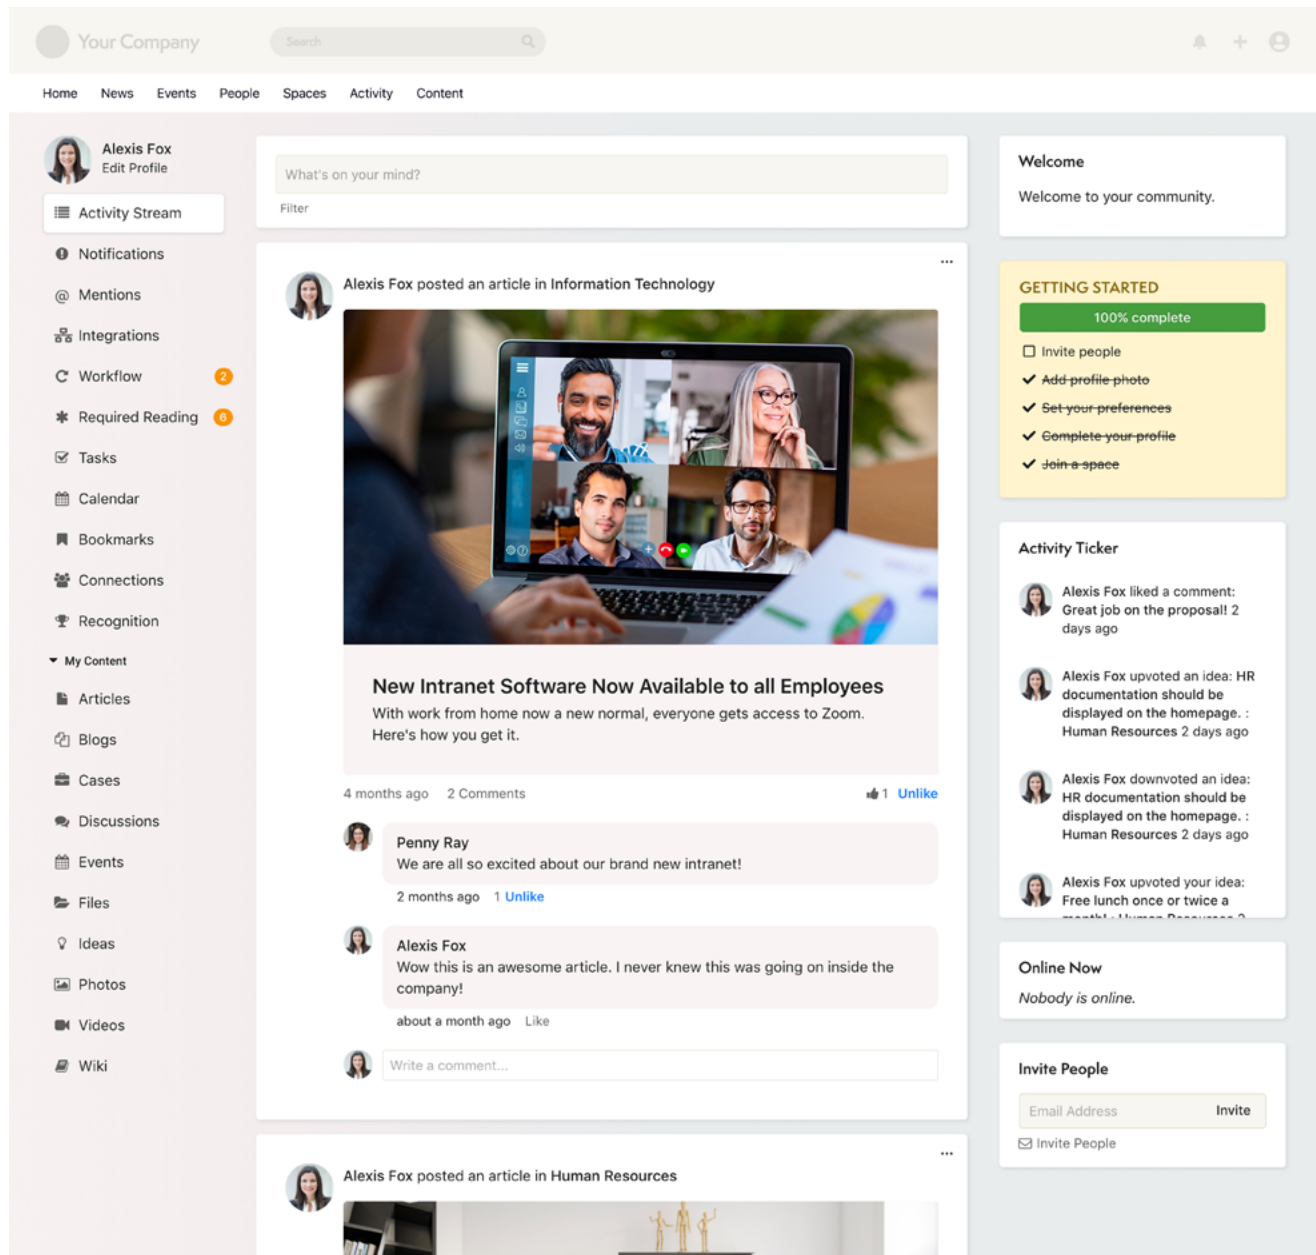 Your Company
Search
Home News Events People Spaces Activity Content
Alexis Fox
Edit Profile
Activity Stream
Notifications
Mentions
Integrations
Workflow 2
Required Reading 6
Tasks
Calendar
Bookmarks
Connections
Recognition
My Content
Articles
Blogs
Cases
Discussions
Events
Files
Ideas
Photos
Videos
Wiki
What's on your mind?
Filter
Alexis Fox posted an article in Information Technology
New Intranet Software Now Available to all Employees
With work from home now a new normal, everyone gets access to Zoom.
Here's how you get it.
4 months ago 2 Comments 1 Unlike
Penny Ray
We are all so excited about our brand new intranet!
2 months ago 1 Unlike
Alexis Fox
Wow this is an awesome article. I never knew this was going on inside the
company!
about a month ago Like
Write a comment...
Alexis Fox posted an article in Human Resources
Welcome
Welcome to your community.
GETTING STARTED
100% complete
Invite people
Add profile photo
Set your preferences
Complete your profile
Join a space
Activity Ticker
Alexis Fox liked a comment:
Great job on the proposal! 2
days ago
Alexis Fox upvoted an idea: HR
documentation should be
displayed on the homepage. :
Human Resources 2 days ago
Alexis Fox downvoted an idea:
HR documentation should be
displayed on the homepage. :
Human Resources 2 days ago
Alexis Fox upvoted your idea:
Free lunch once or twice a
month! : Human Resources 2
Online Now
Nobody is online.
Invite People
Email Address Invite
Invite People